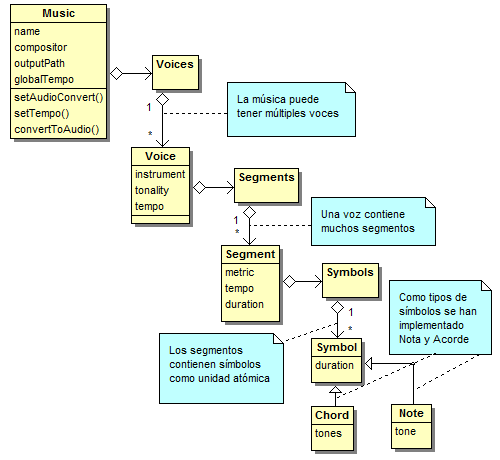 Music
name
compositor
outputPath
globalTempo
setAudioConvert()
setTempo()
convertToAudio()
Voices
1
*
La música puede
tener múltiples voces
Voice
instrument
tonality
tempo
Segments
1
*
Una voz contiene
muchos segmentos
Segment
metric
tempo
duration
Symbols
1
*
Como tipos de
símbolos se han
implementado
Nota y Acorde
Los segmentos
contienen símbolos
como unidad atómica
Symbol
duration
Chord
tones
Note
tone